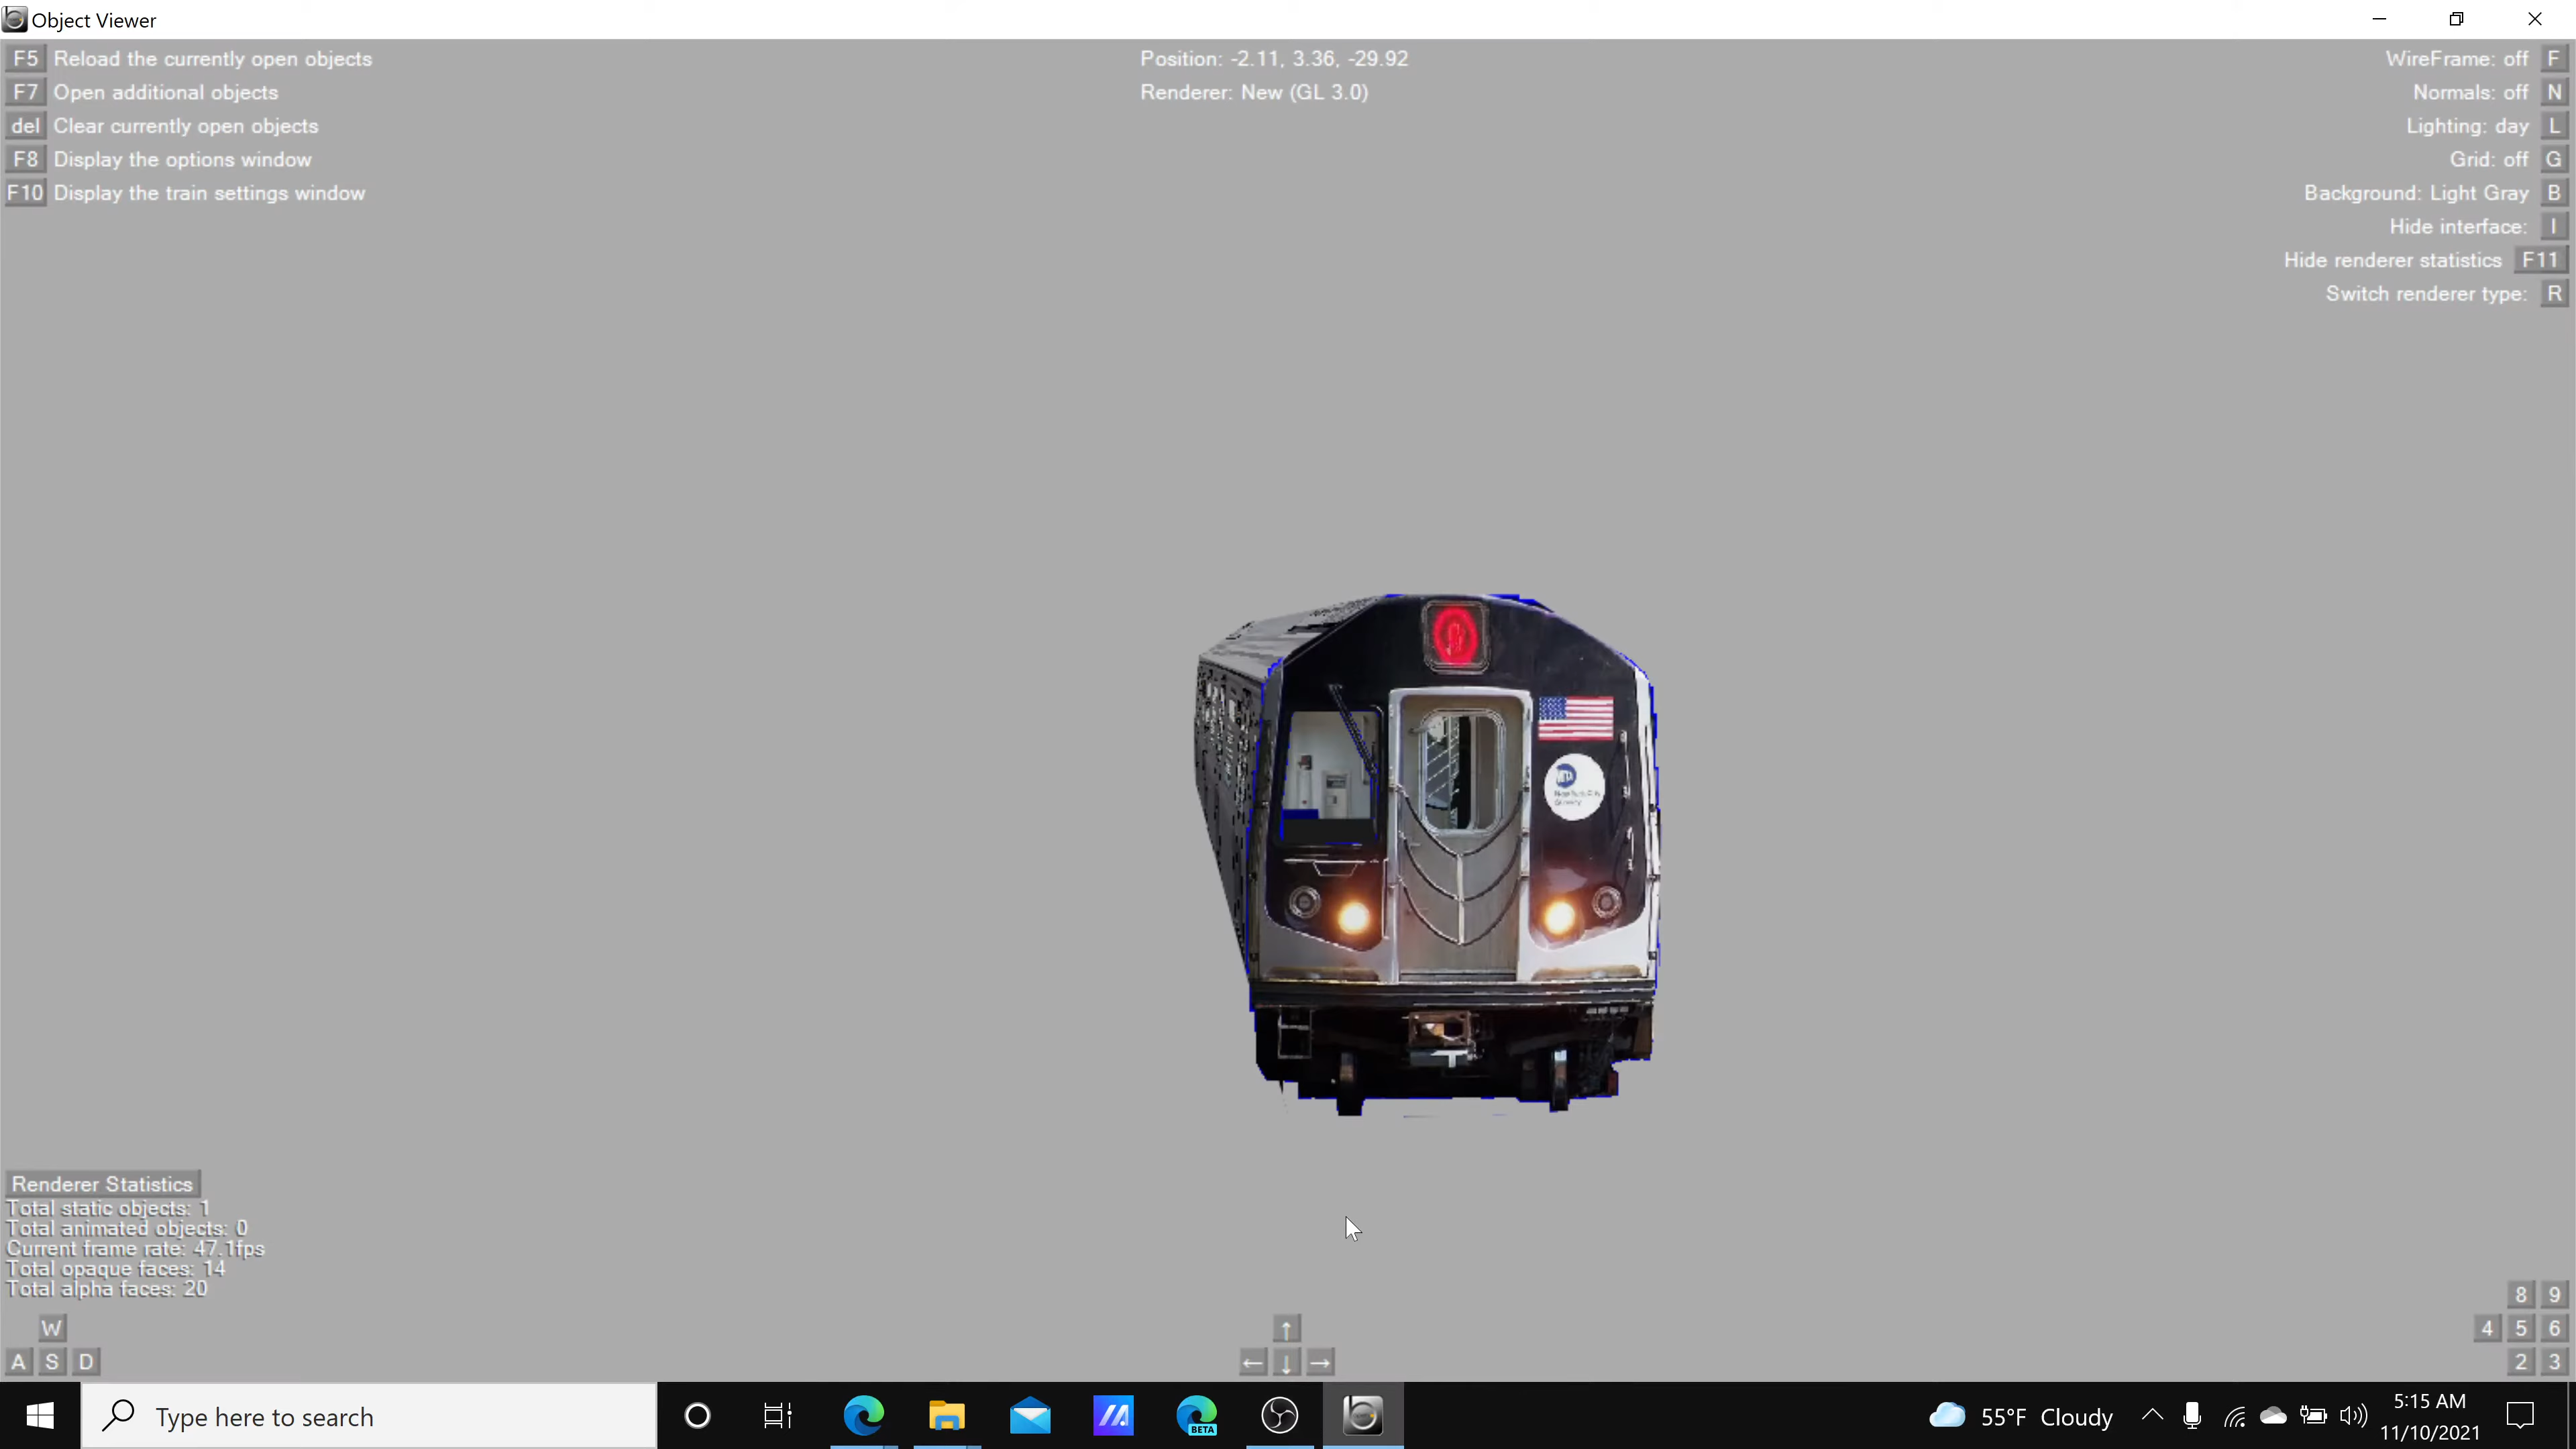 Object Viewer
F5 Reload the currently open objects
F7 Open additional objects
del Clear currently open objects
F8 Display the options window
F10 Display the train settings window
Position: -2.11, 3.36, -29.92
Renderer: New (GL 3.0)
WireFrame: off F
Normals: off N
Lighting: day L
Grid: off G
Background: Light Gray B
Hide interface: I
Hide renderer statistics F11
Switch renderer type: R
MTA
Renderer Statistics
Total static objects: 1
Total animated objects: 0
Current frame rate: 47.1fps
Total opaque faces: 14
Total alpha faces: 20
W
A S D
↑
← ↓ →
8 9
4 5 6
2 3
Type here to search
BETA
55°F Cloudy
5:15 AM
11/10/2021